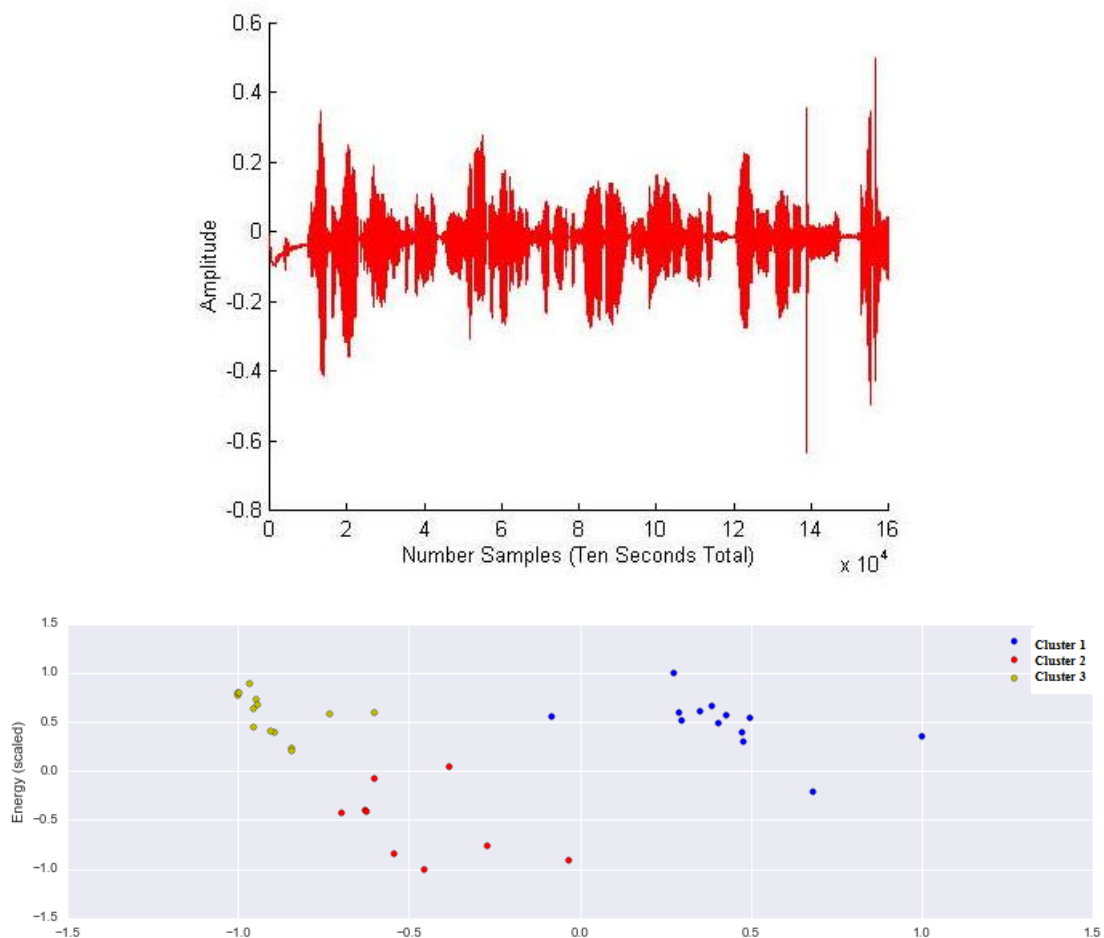 0.6
0.4
0.2
0
-0.2
-0.4
-0.6
-0.8
Amplitude
0 2 4 6 8 10 12 14 16
Number Samples (Ten Seconds Total)
x 10⁴
1.5
1.0
0.5
0.0
−0.5
−1.0
−1.5
Energy (scaled)
Cluster 1
Cluster 2
Cluster 3
−1.5 −1.0 −0.5 0.0 0.5 1.0 1.5